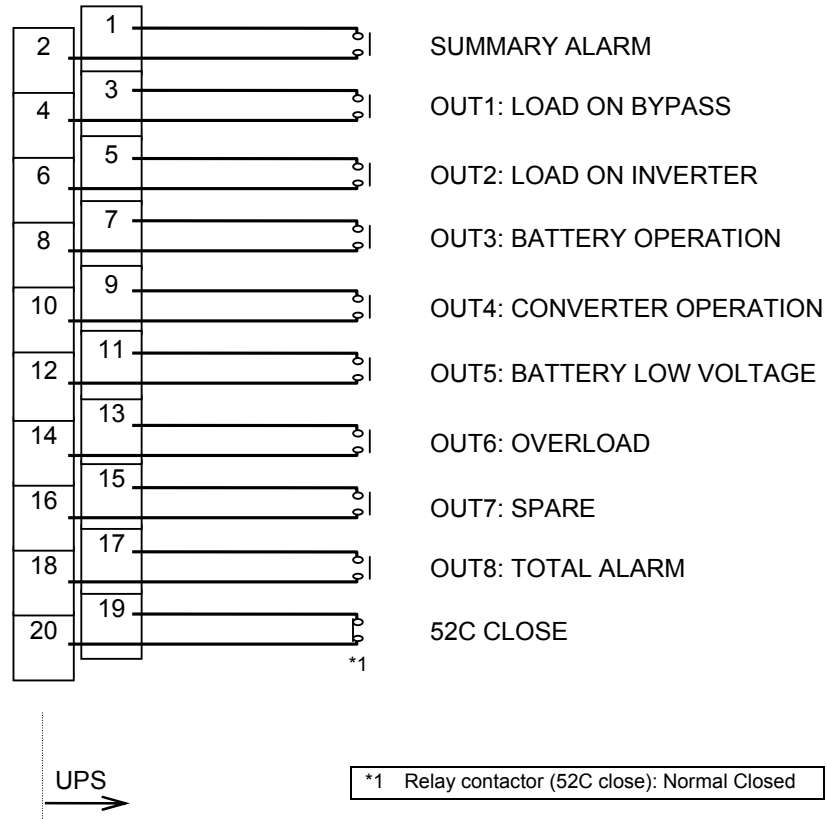 1
2
SUMMARY ALARM
3
4
OUT1: LOAD ON BYPASS
5
6
OUT2: LOAD ON INVERTER
7
8
OUT3: BATTERY OPERATION
9
10
OUT4: CONVERTER OPERATION
11
12
OUT5: BATTERY LOW VOLTAGE
13
14
OUT6: OVERLOAD
15
16
OUT7: SPARE
17
18
OUT8: TOTAL ALARM
19
20
52C CLOSE
*1
UPS
*1 Relay contactor (52C close): Normal Closed